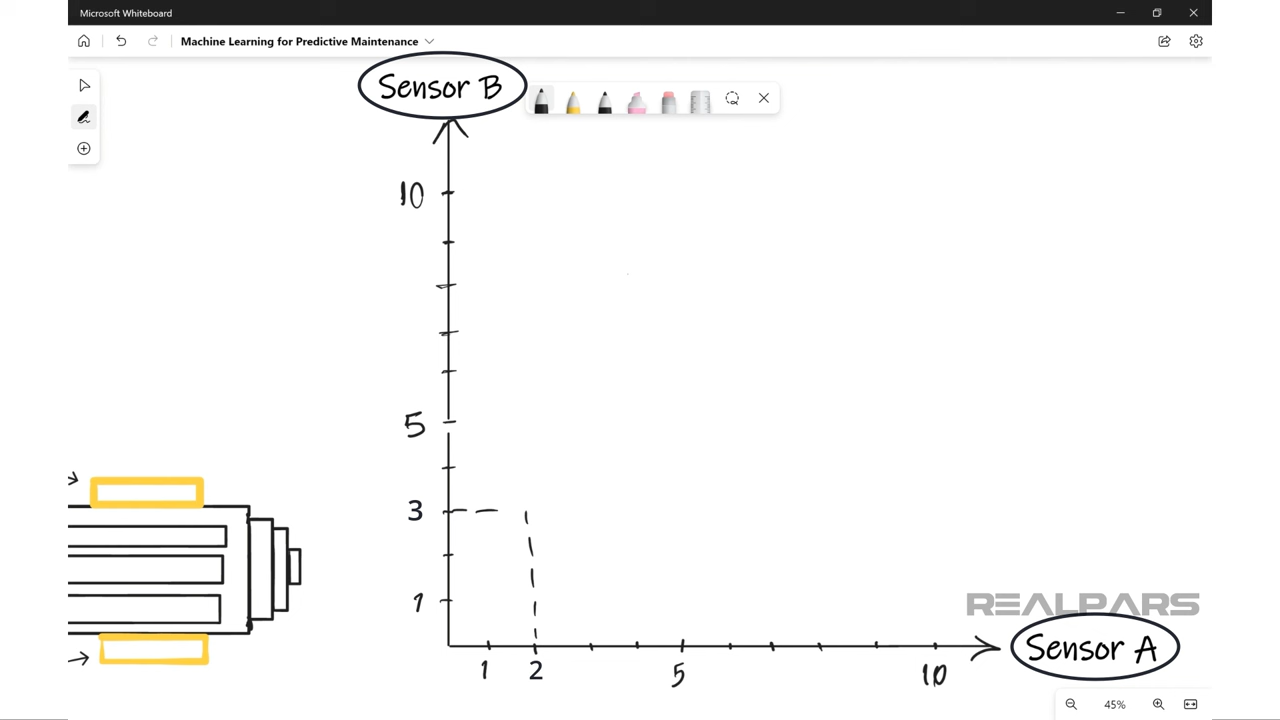 Microsoft Whiteboard
Machine Learning for Predictive Maintenance
Sensor B
10
5
3
1
1 2 5 10
REALPARS
Sensor A
45%